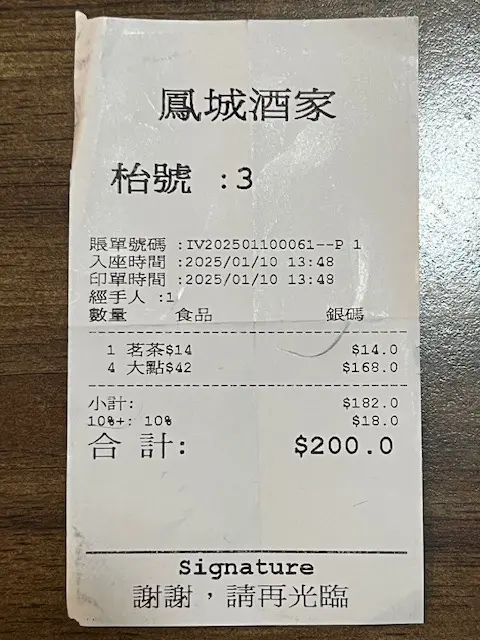 鳳城酒家
枱號 :3
賬單號碼 :IV202501100061--P 1
入座時間 :2025/01/10 13:48
印單時間 :2025/01/10 13:48
經手人 :1
數量 食品 銀碼
1 茗茶$14 $14.0
4 大點$42 $168.0
小計: $182.0
10%+: 10% $18.0
合 計: $200.0
Signature
謝謝，請再光臨